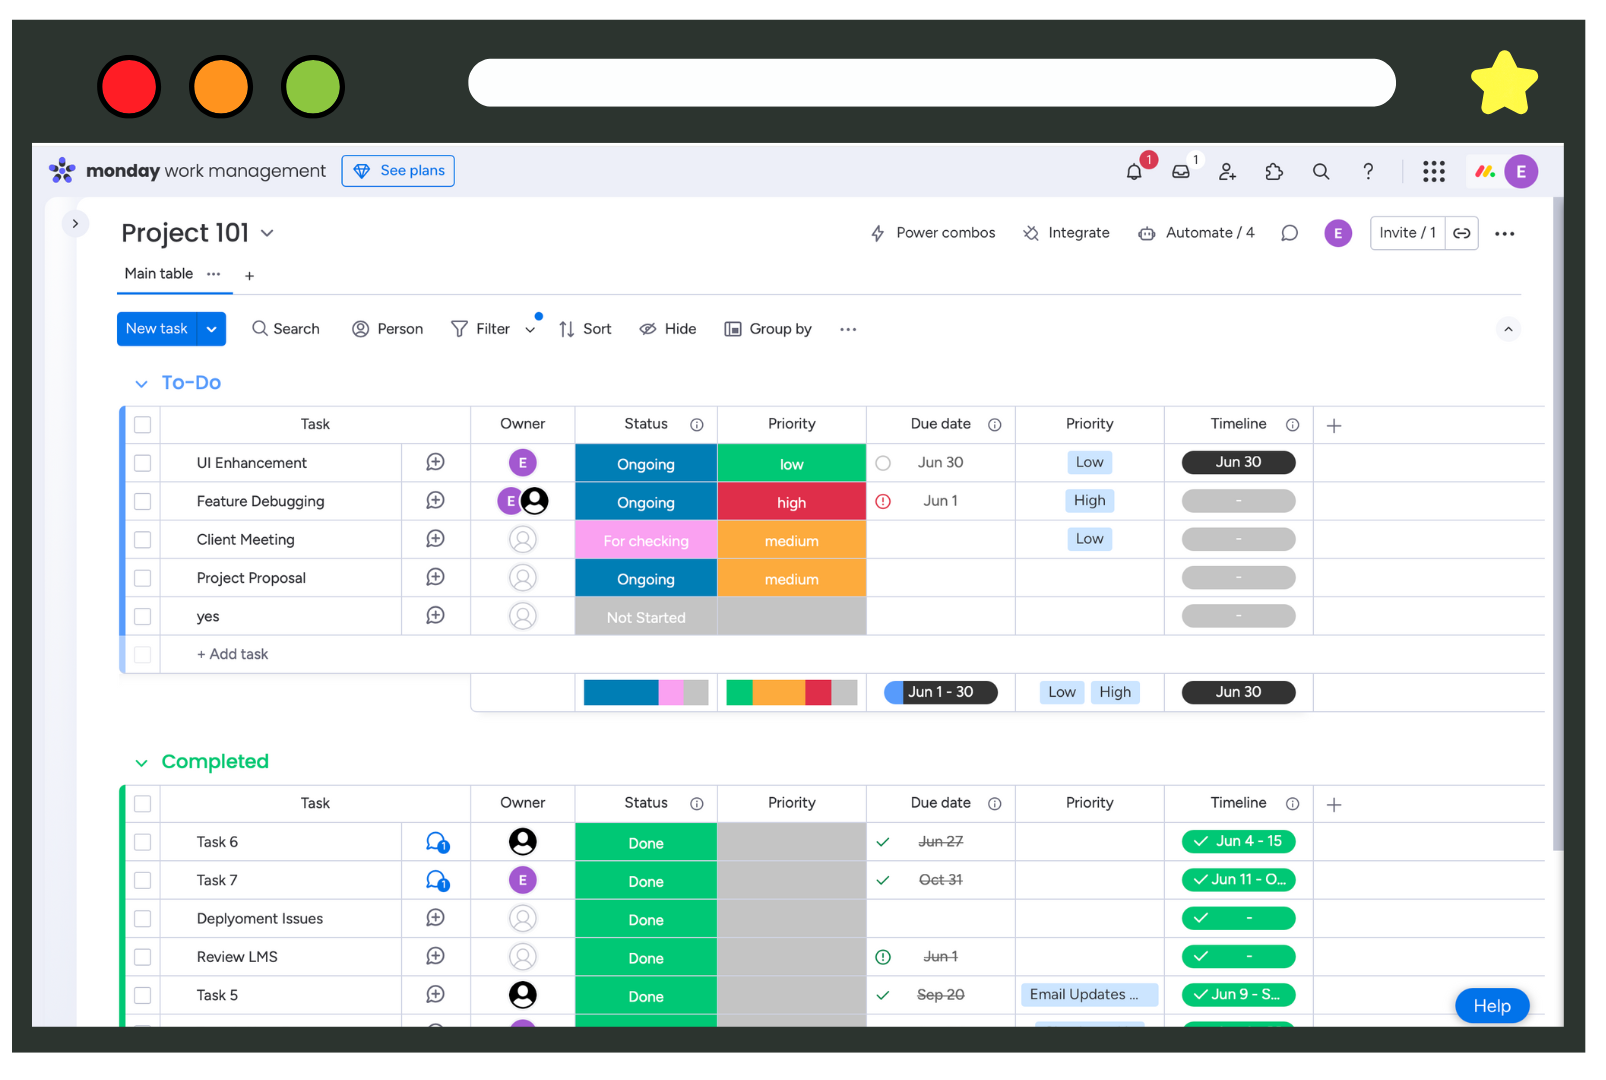 monday work management
See plans
1
1
E
Project 101
Power combos
Integrate
Automate / 4
E
Invite / 1
Main table
New task
Search
Person
Filter
Sort
Hide
Group by
To-Do
Task Owner Status Priority Due date Priority Timeline
UI Enhancement E Ongoing low Jun 30 Low Jun 30
Feature Debugging E Ongoing high Jun 1 High -
Client Meeting For checking medium Low -
Project Proposal Ongoing medium -
yes Not Started -
+ Add task
Jun 1 - 30 Low High Jun 30
Completed
Task Owner Status Priority Due date Priority Timeline
Task 6 1 Done Jun 27 Jun 4 - 15
Task 7 1 E Done Oct 31 Jun 11 - O...
Deplyoment Issues Done -
Review LMS Done Jun 1 -
Task 5 Done Sep 20 Email Updates ... Jun 9 - S...
Help